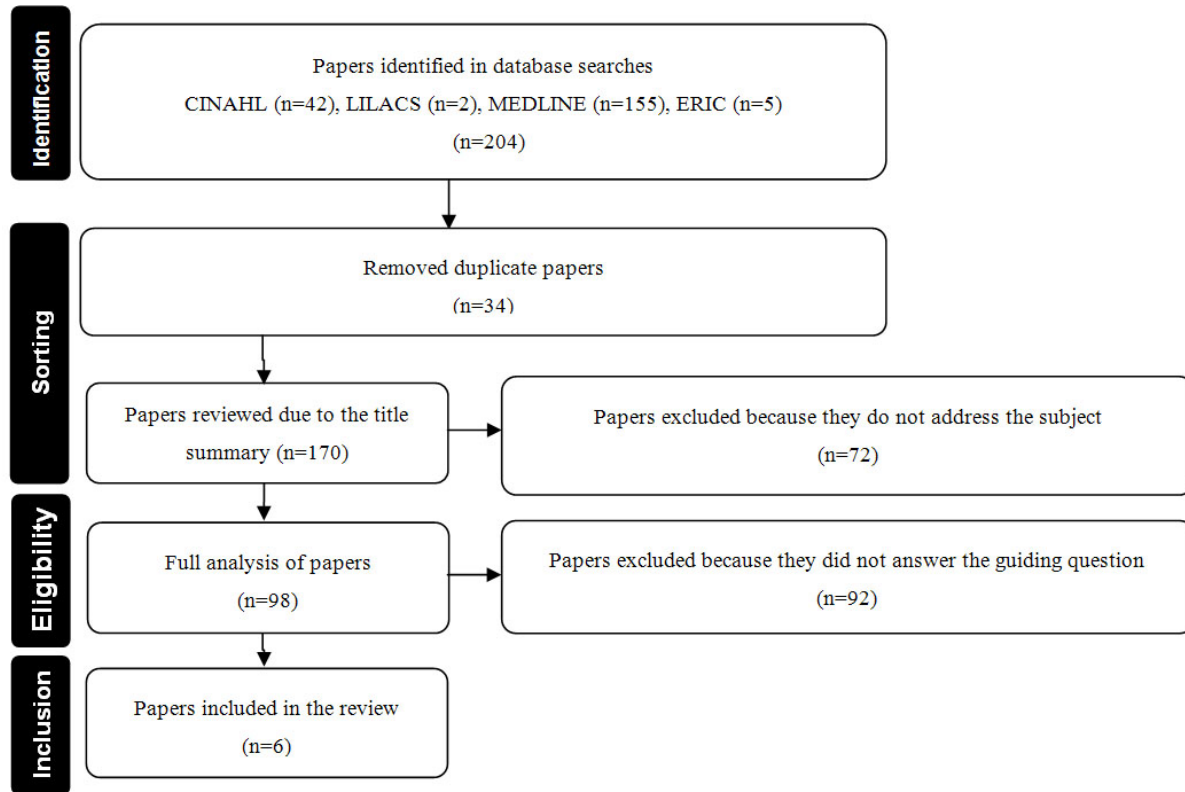 Identification
Papers identified in database searches
CINAHL (n=42), LILACS (n=2), MEDLINE (n=155), ERIC (n=5)
(n=204)
Sorting
Removed duplicate papers
(n=34)
Papers reviewed due to the title
summary (n=170)
Papers excluded because they do not address the subject
(n=72)
Eligibility
Full analysis of papers
(n=98)
Papers excluded because they did not answer the guiding question
(n=92)
Inclusion
Papers included in the review
(n=6)